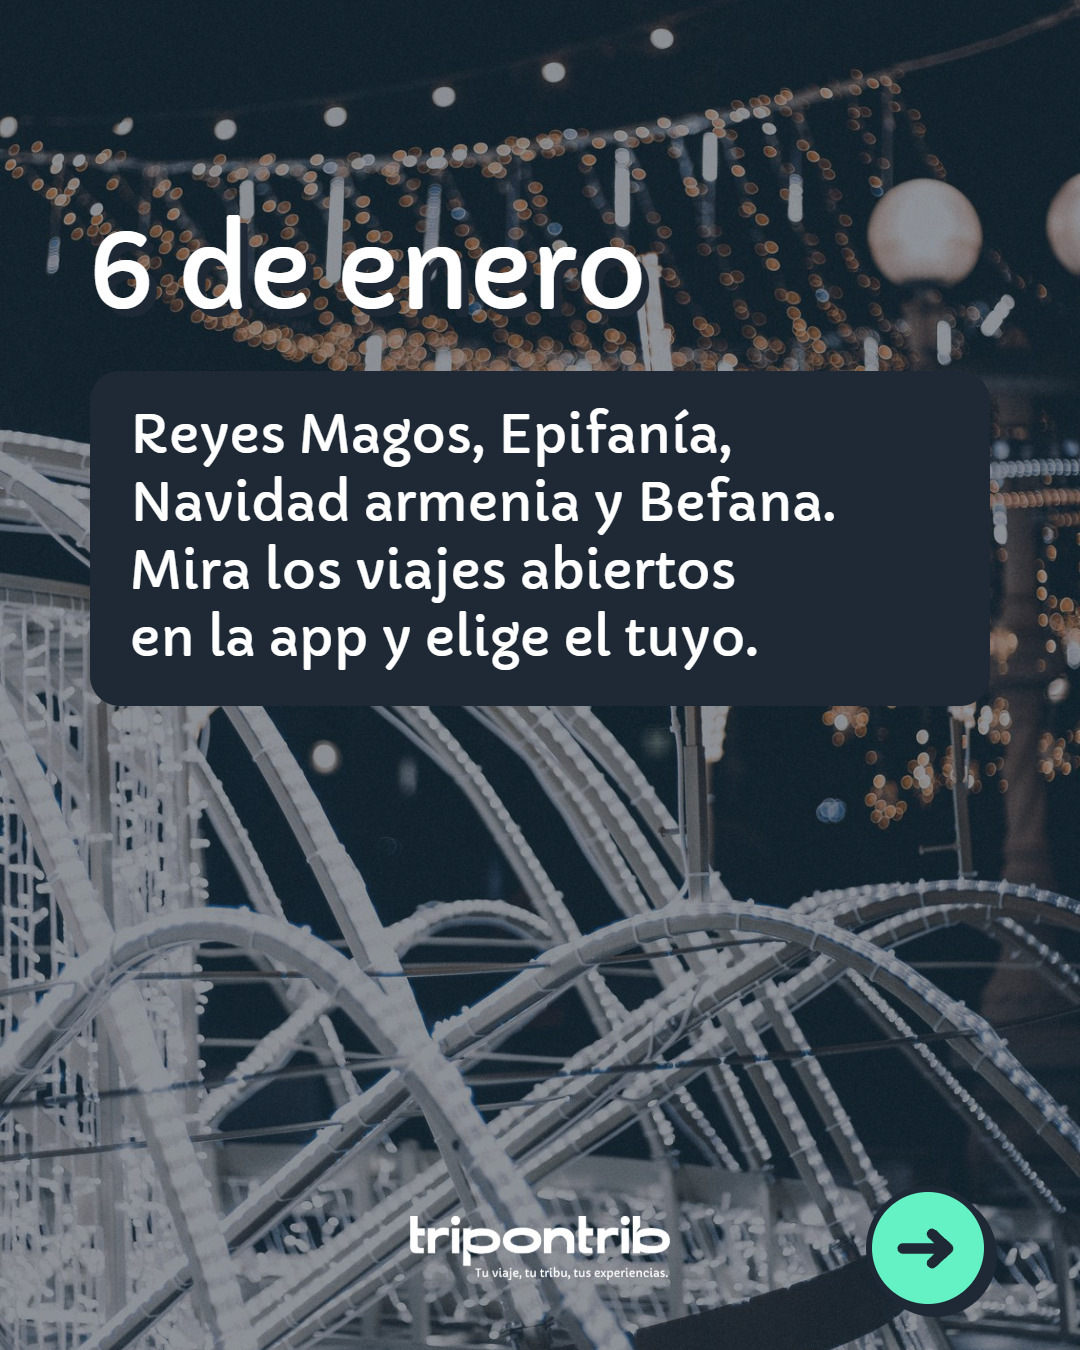 6 de enero
Reyes Magos, Epifanía,
Navidad armenia y Befana.
Mira los viajes abiertos
en la app y elige el tuyo.
tripontrib
Tu viaje, tu tribu, tus experiencias.